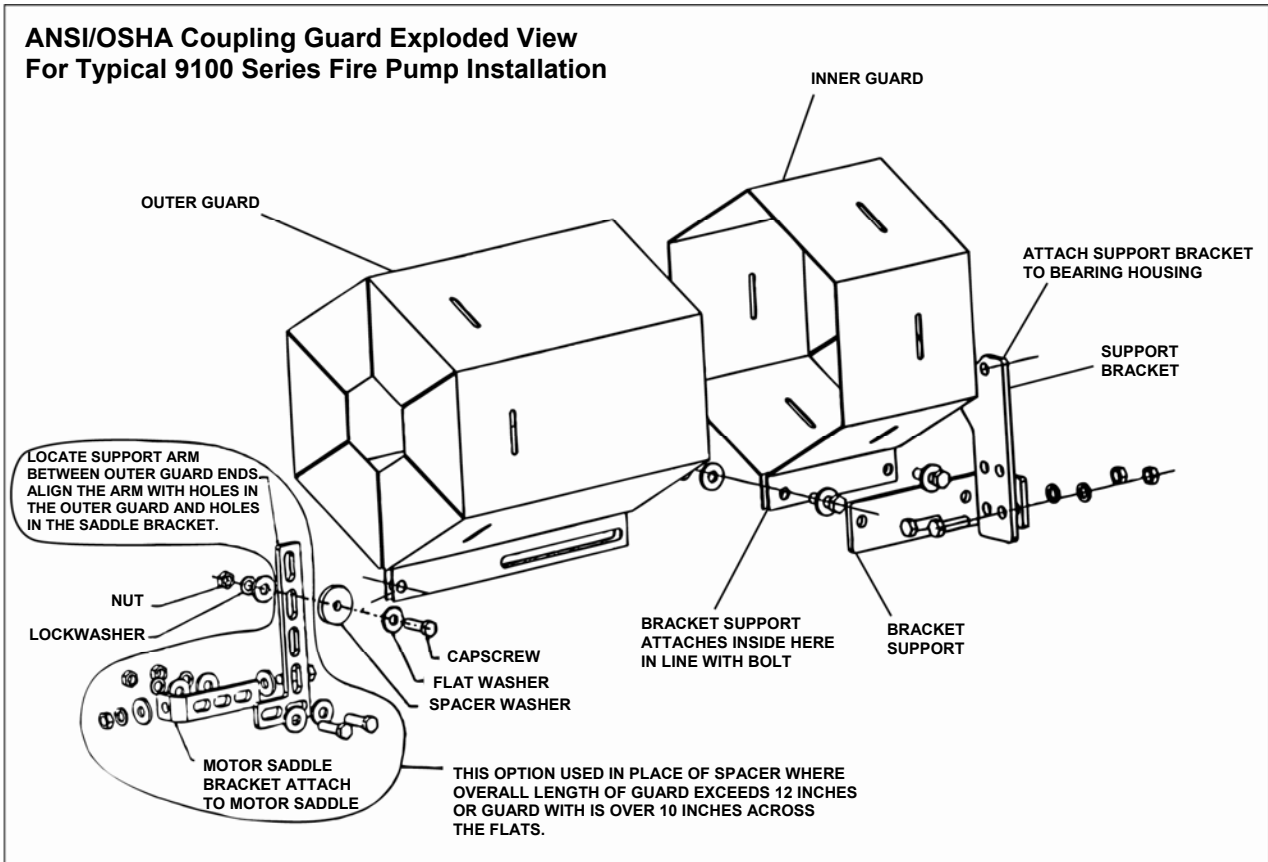 ANSI/OSHA Coupling Guard Exploded View
For Typical 9100 Series Fire Pump Installation
INNER GUARD
OUTER GUARD
ATTACH SUPPORT BRACKET
TO BEARING HOUSING
SUPPORT
BRACKET
LOCATE SUPPORT ARM
BETWEEN OUTER GUARD ENDS
ALIGN THE ARM WITH HOLES IN
THE OUTER GUARD AND HOLES
IN THE SADDLE BRACKET.
NUT
LOCKWASHER
CAPSCREW
FLAT WASHER
SPACER WASHER
BRACKET SUPPORT
ATTACHES INSIDE HERE
IN LINE WITH BOLT
BRACKET
SUPPORT
MOTOR SADDLE
BRACKET ATTACH
TO MOTOR SADDLE
THIS OPTION USED IN PLACE OF SPACER WHERE
OVERALL LENGTH OF GUARD EXCEEDS 12 INCHES
OR GUARD WITH IS OVER 10 INCHES ACROSS
THE FLATS.